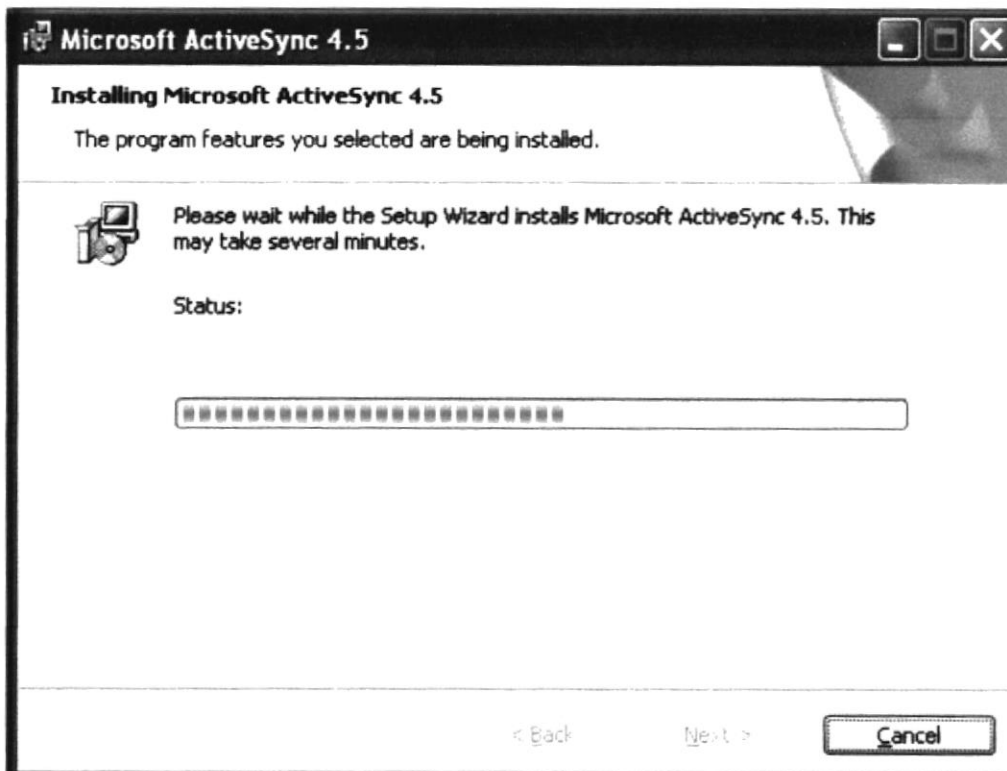 Microsoft ActiveSync 4.5
Installing Microsoft ActiveSync 4.5
The program features you selected are being installed.
Please wait while the Setup Wizard installs Microsoft ActiveSync 4.5. This
may take several minutes.
Status:
< Back Next > Cancel